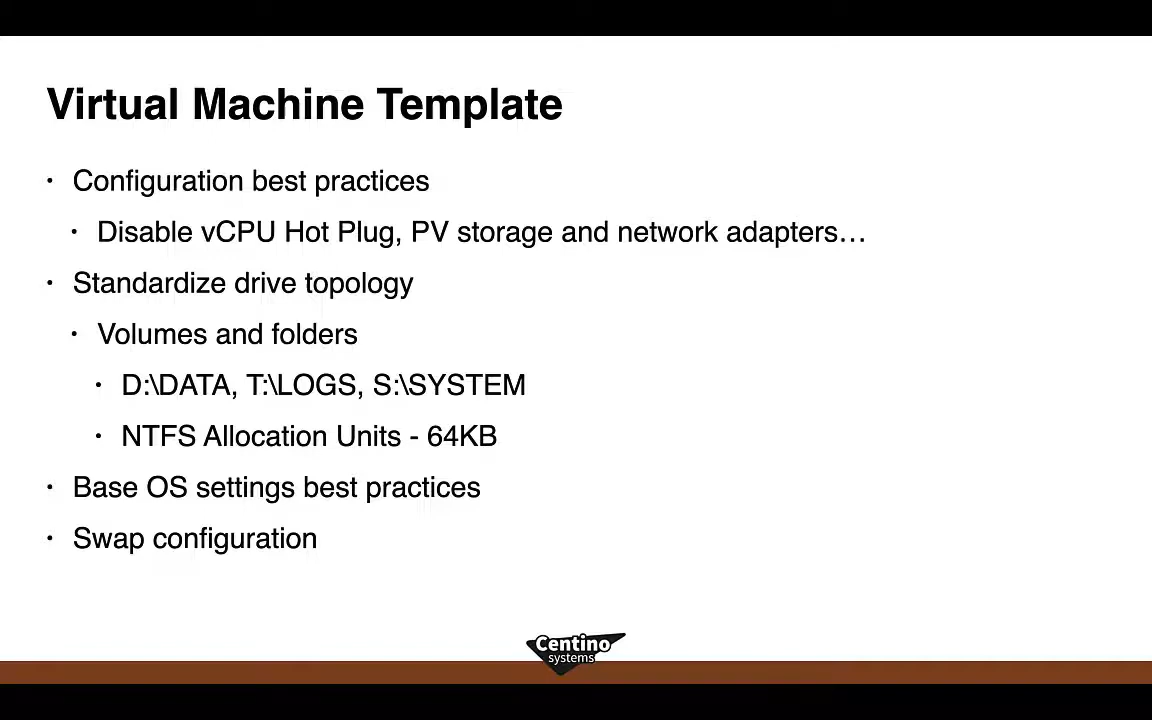 Virtual Machine Template
• Configuration best practices
• Disable vCPU Hot Plug, PV storage and network adapters…
• Standardize drive topology
• Volumes and folders
• D:\DATA, T:\LOGS, S:\SYSTEM
• NTFS Allocation Units - 64KB
• Base OS settings best practices
• Swap configuration
Centino
systems